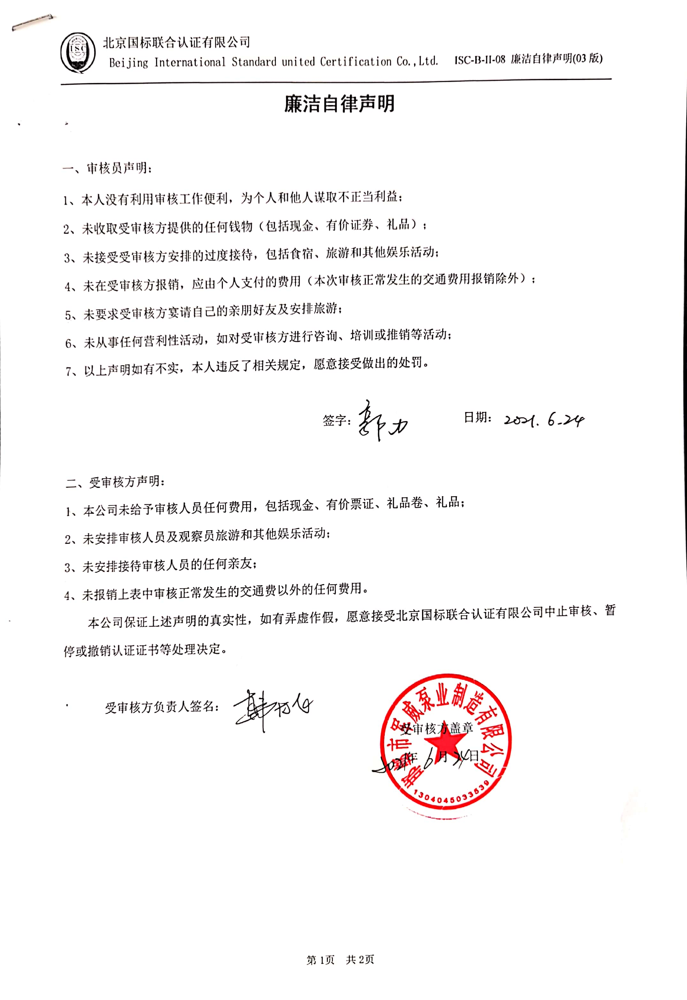 ISC
北京国标联合认证有限公司
Beijing International Standard united Certification Co.,Ltd. ISC-B-II-08 廉洁自律声明(03 版)
廉洁自律声明
一、审核员声明：
1、本人没有利用审核工作便利，为个人和他人谋取不正当利益；
2、未收取受审核方提供的任何钱物（包括现金、有价证券、礼品）；
3、未接受受审核方安排的过度接待，包括食宿、旅游和其他娱乐活动；
4、未在受审核方报销，应由个人支付的费用（本次审核正常发生的交通费用报销除外）；
5、未要求受审核方宴请自己的亲朋好友及安排旅游；
6、未从事任何营利性活动，如对受审核方进行咨询、培训或推销等活动；
7、以上声明如有不实，本人违反了相关规定，愿意接受做出的处罚。
签字：郭力 日期：2021.6-24
二、受审核方声明：
1、本公司未给予审核人员任何费用，包括现金、有价票证、礼品卷、礼品；
2、未安排审核人员及观察员旅游和其他娱乐活动；
3、未安排接待审核人员的任何亲友；
4、未报销上表中审核正常发生的交通费以外的任何费用。
本公司保证上述声明的真实性，如有弄虚作假，愿意接受北京国标联合认证有限公司中止审核、暂
停或撤销认证证书等处理决定。
受审核方负责人签名：
市 威泵业制造有限公司
受审核方盖章
2021年6月24日
1304045033539
第1页 共2页